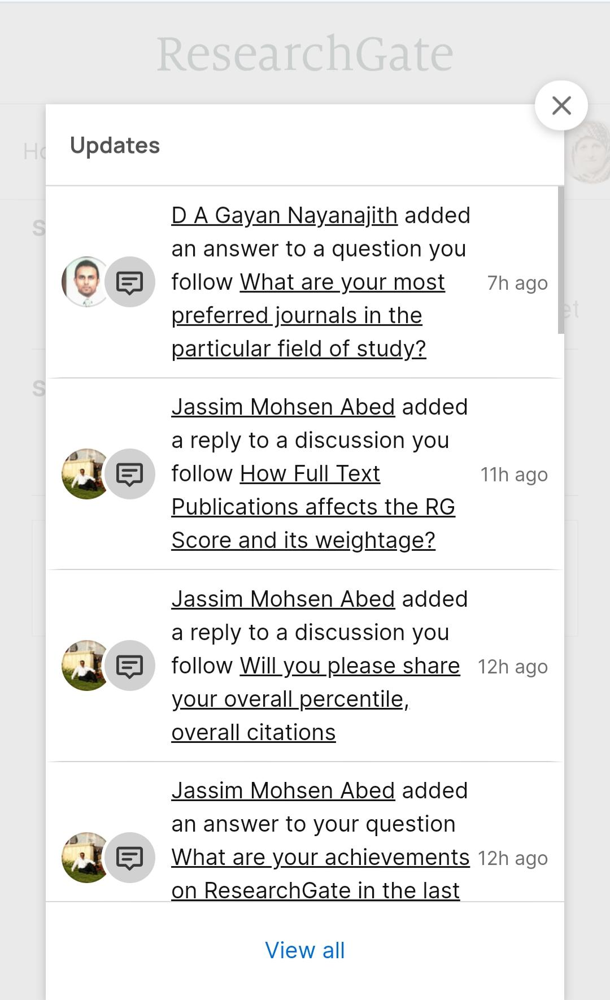 ResearchGate
Updates
D A Gayan Nayanajith added
an answer to a question you
follow What are your most
preferred journals in the
particular field of study?
7h ago
Jassim Mohsen Abed added
a reply to a discussion you
follow How Full Text
Publications affects the RG
Score and its weightage?
11h ago
Jassim Mohsen Abed added
a reply to a discussion you
follow Will you please share
your overall percentile,
overall citations
12h ago
Jassim Mohsen Abed added
an answer to your question
What are your achievements
on ResearchGate in the last
12h ago
View all